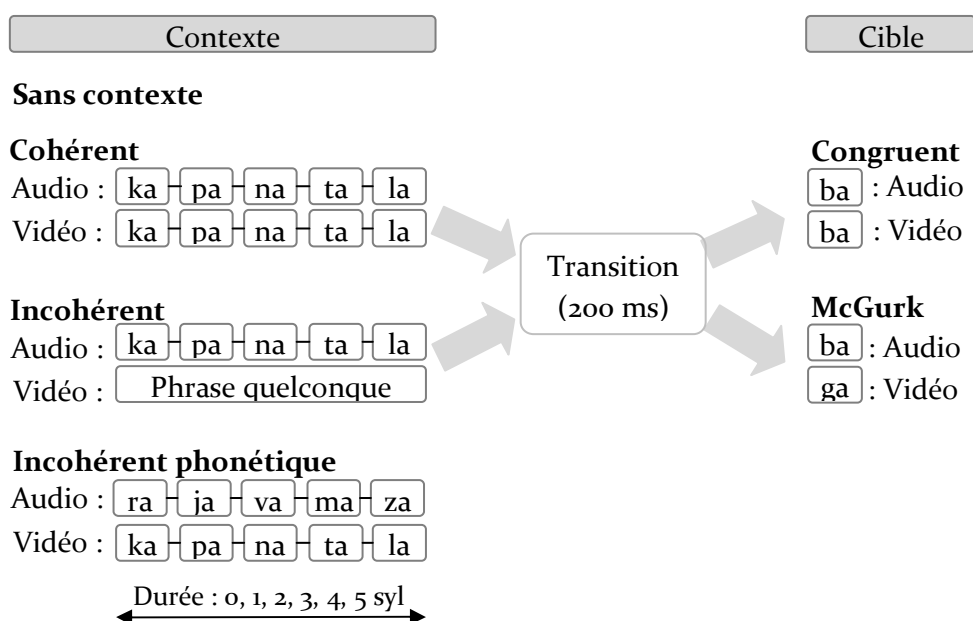 Contexte
Cible
Sans contexte
Cohérent
Audio : ka pa na ta la
Vidéo : ka pa na ta la
Incohérent
Audio : ka pa na ta la
Vidéo : Phrase quelconque
Incohérent phonétique
Audio : ra ja va ma za
Vidéo : ka pa na ta la
Durée : 0, 1, 2, 3, 4, 5 syl
Transition
(200 ms)
Congruent
ba : Audio
ba : Vidéo
McGurk
ba : Audio
ga : Vidéo